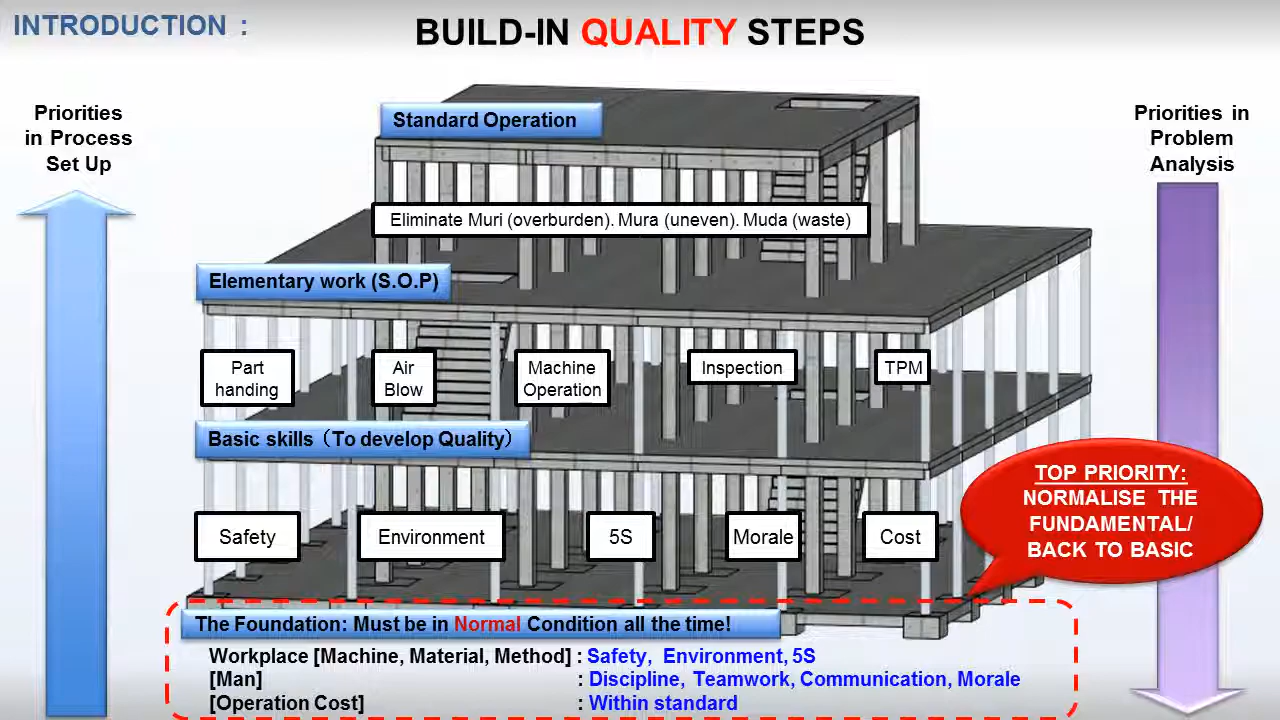 INTRODUCTION :
BUILD-IN QUALITY STEPS
Priorities
in Process
Set Up
Priorities in
Problem
Analysis
Standard Operation
Eliminate Muri (overburden). Mura (uneven). Muda (waste)
Elementary work (S.O.P)
Part
handing
Air
Blow
Machine
Operation
Inspection
TPM
Basic skills（To develop Quality）
TOP PRIORITY:
NORMALISE THE
FUNDAMENTAL/
BACK TO BASIC
Safety
Environment
5S
Morale
Cost
The Foundation: Must be in Normal Condition all the time!
Workplace [Machine, Material, Method] : Safety, Environment, 5S
[Man] : Discipline, Teamwork, Communication, Morale
[Operation Cost] : Within standard